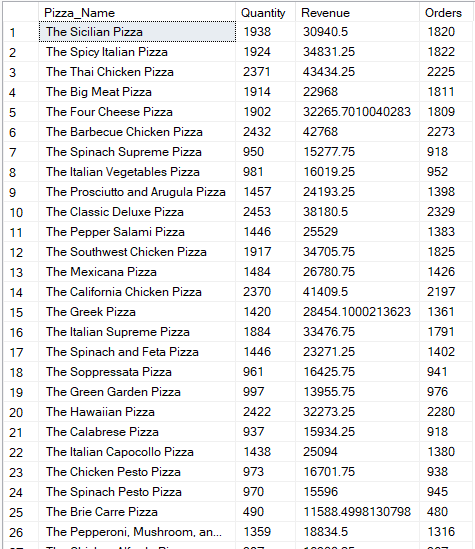 Pizza_Name Quantity Revenue Orders
1 The Sicilian Pizza 1938 30940.5 1820
2 The Spicy Italian Pizza 1924 34831.25 1822
3 The Thai Chicken Pizza 2371 43434.25 2225
4 The Big Meat Pizza 1914 22968 1811
5 The Four Cheese Pizza 1902 32265.7010040283 1809
6 The Barbecue Chicken Pizza 2432 42768 2273
7 The Spinach Supreme Pizza 950 15277.75 918
8 The Italian Vegetables Pizza 981 16019.25 952
9 The Prosciutto and Arugula Pizza 1457 24193.25 1398
10 The Classic Deluxe Pizza 2453 38180.5 2329
11 The Pepper Salami Pizza 1446 25529 1383
12 The Southwest Chicken Pizza 1917 34705.75 1825
13 The Mexicana Pizza 1484 26780.75 1426
14 The California Chicken Pizza 2370 41409.5 2197
15 The Greek Pizza 1420 28454.1000213623 1361
16 The Italian Supreme Pizza 1884 33476.75 1791
17 The Spinach and Feta Pizza 1446 23271.25 1402
18 The Soppressata Pizza 961 16425.75 941
19 The Green Garden Pizza 997 13955.75 976
20 The Hawaiian Pizza 2422 32273.25 2280
21 The Calabrese Pizza 937 15934.25 918
22 The Italian Capocollo Pizza 1438 25094 1380
23 The Chicken Pesto Pizza 973 16701.75 938
24 The Spinach Pesto Pizza 970 15596 945
25 The Brie Carre Pizza 490 11588.4998130798 480
26 The Pepperoni, Mushroom, an... 1359 18834.5 1316